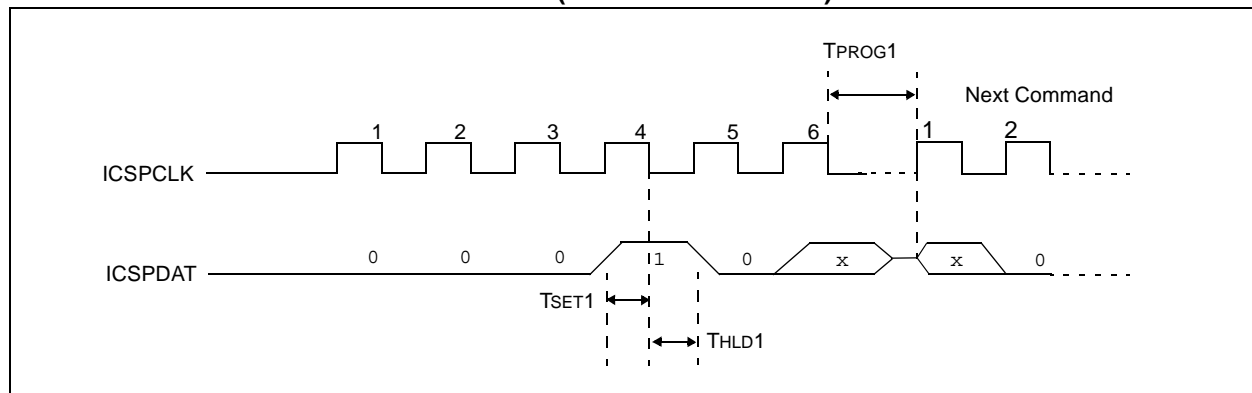 TPROG1
Next Command
1 2 3 4 5 6 1 2
ICSPCLK
ICSPDAT
0 0 0 1 0 x x 0
TSET1
THLD1